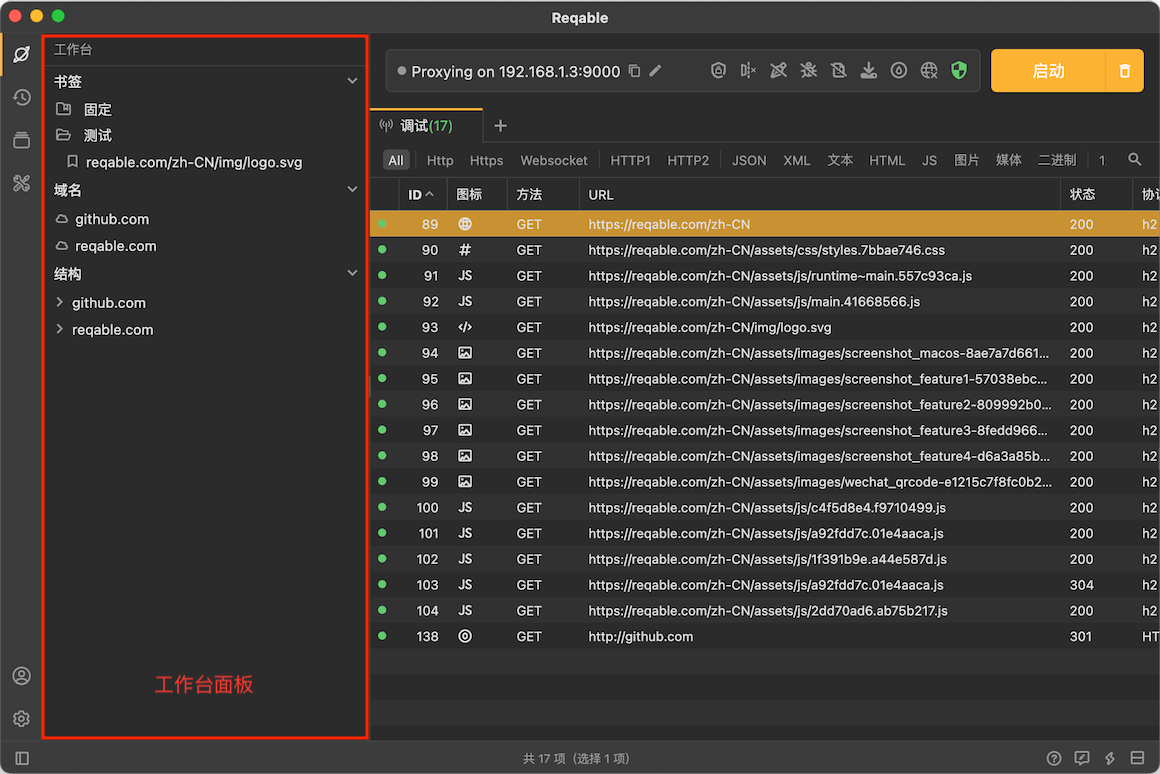 Reqable
工作台
书签
固定
测试
reqable.com/zh-CN/img/logo.svg
域名
github.com
reqable.com
结构
github.com
reqable.com
工作台面板
Proxying on 192.168.1.3:9000
启动
调试(17)
All Http Https Websocket HTTP1 HTTP2 JSON XML 文本 HTML JS 图片 媒体 二进制 1
ID 图标 方法 URL 状态 协议
89 GET https://reqable.com/zh-CN 200 h2
90 # GET https://reqable.com/zh-CN/assets/css/styles.7bbae746.css 200 h2
91 JS GET https://reqable.com/zh-CN/assets/js/runtime~main.557c93ca.js 200 h2
92 JS GET https://reqable.com/zh-CN/assets/js/main.41668566.js 200 h2
93 </> GET https://reqable.com/zh-CN/img/logo.svg 200 h2
94 GET https://reqable.com/zh-CN/assets/images/screenshot_macos-8ae7a7d661... 200 h2
95 GET https://reqable.com/zh-CN/assets/images/screenshot_feature1-57038ebc... 200 h2
96 GET https://reqable.com/zh-CN/assets/images/screenshot_feature2-809992b0... 200 h2
97 GET https://reqable.com/zh-CN/assets/images/screenshot_feature3-8fedd966... 200 h2
98 GET https://reqable.com/zh-CN/assets/images/screenshot_feature4-d6a3a85b... 200 h2
99 GET https://reqable.com/zh-CN/assets/images/wechat_qrcode-e1215c7f8fc0b2... 200 h2
100 JS GET https://reqable.com/zh-CN/assets/js/c4f5d8e4.f9710499.js 200 h2
101 JS GET https://reqable.com/zh-CN/assets/js/a92fdd7c.01e4aaca.js 200 h2
102 JS GET https://reqable.com/zh-CN/assets/js/1f391b9e.a44e587d.js 200 h2
103 JS GET https://reqable.com/zh-CN/assets/js/a92fdd7c.01e4aaca.js 304 h2
104 JS GET https://reqable.com/zh-CN/assets/js/2dd70ad6.ab75b217.js 200 h2
138 GET http://github.com 301 HT
共 17 项（选择 1 项）